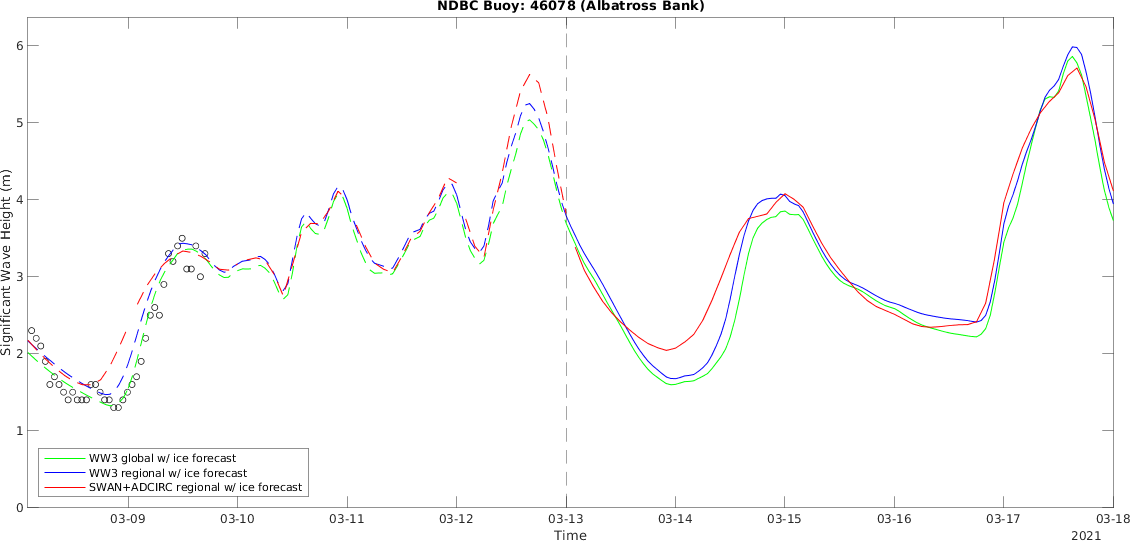 NDBC Buoy: 46078 (Albatross Bank)
Significant Wave Height (m)
6
5
4
3
2
1
0
WW3 global w/ ice forecast
WW3 regional w/ ice forecast
SWAN+ADCIRC regional w/ ice forecast
03-09 03-10 03-11 03-12 03-13 03-14 03-15 03-16 03-17 03-18
Time
2021